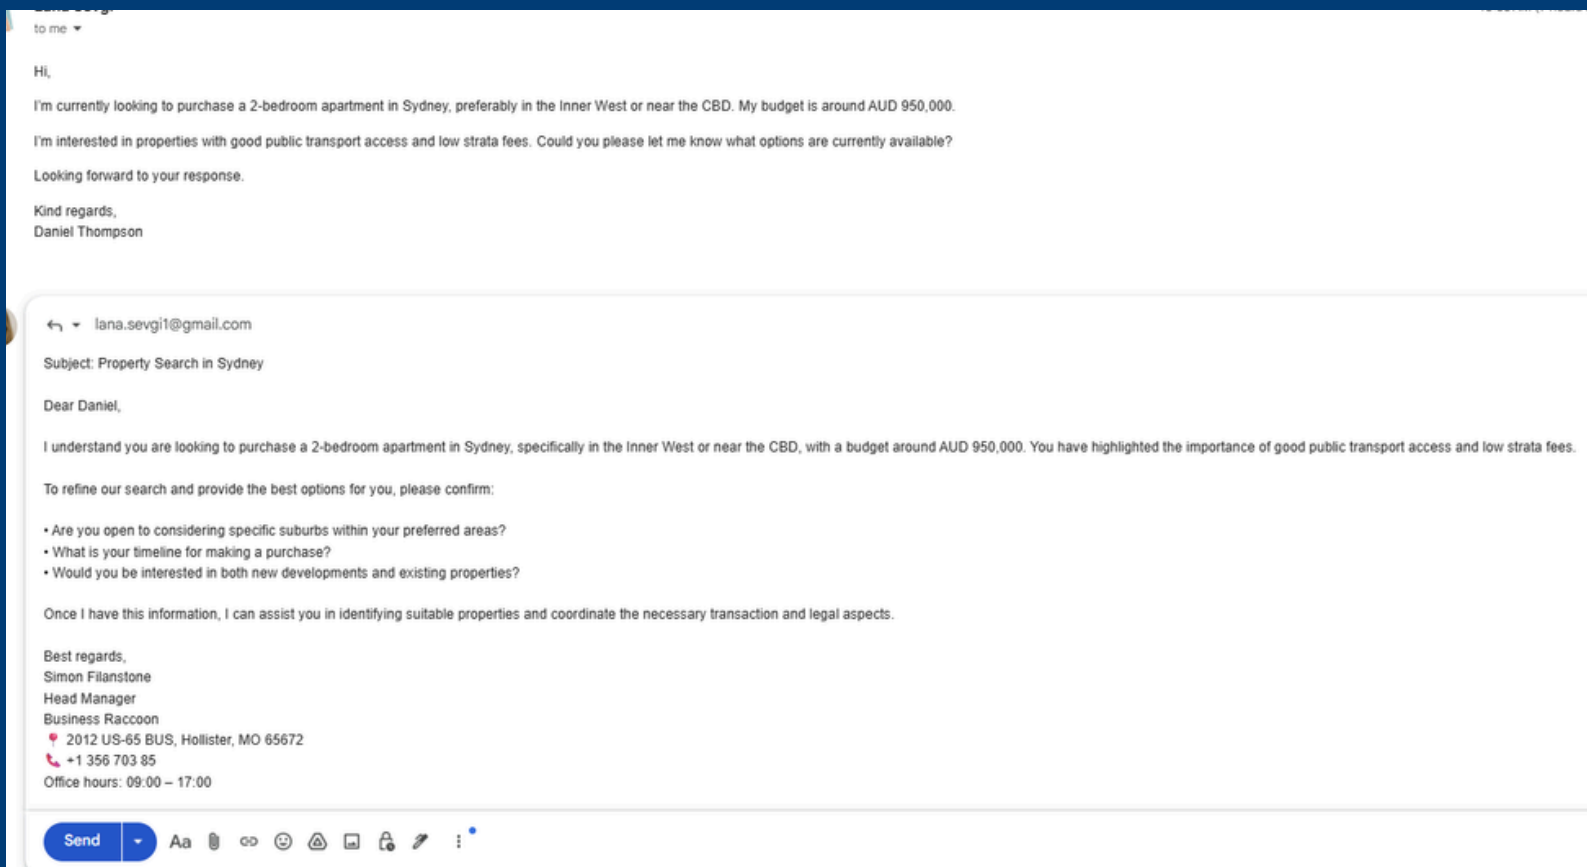 to me
Hi,
I'm currently looking to purchase a 2-bedroom apartment in Sydney, preferably in the Inner West or near the CBD. My budget is around AUD 950,000.
I'm interested in properties with good public transport access and low strata fees. Could you please let me know what options are currently available?
Looking forward to your response.
Kind regards,
Daniel Thompson
lana.sevgi1@gmail.com
Subject: Property Search in Sydney
Dear Daniel,
I understand you are looking to purchase a 2-bedroom apartment in Sydney, specifically in the Inner West or near the CBD, with a budget around AUD 950,000. You have highlighted the importance of good public transport access and low strata fees.
To refine our search and provide the best options for you, please confirm:
• Are you open to considering specific suburbs within your preferred areas?
• What is your timeline for making a purchase?
• Would you be interested in both new developments and existing properties?
Once I have this information, I can assist you in identifying suitable properties and coordinate the necessary transaction and legal aspects.
Best regards,
Simon Filanstone
Head Manager
Business Raccoon
📍 2012 US-65 BUS, Hollister, MO 65672
📞 +1 356 703 85
Office hours: 09:00 – 17:00
Send Aa